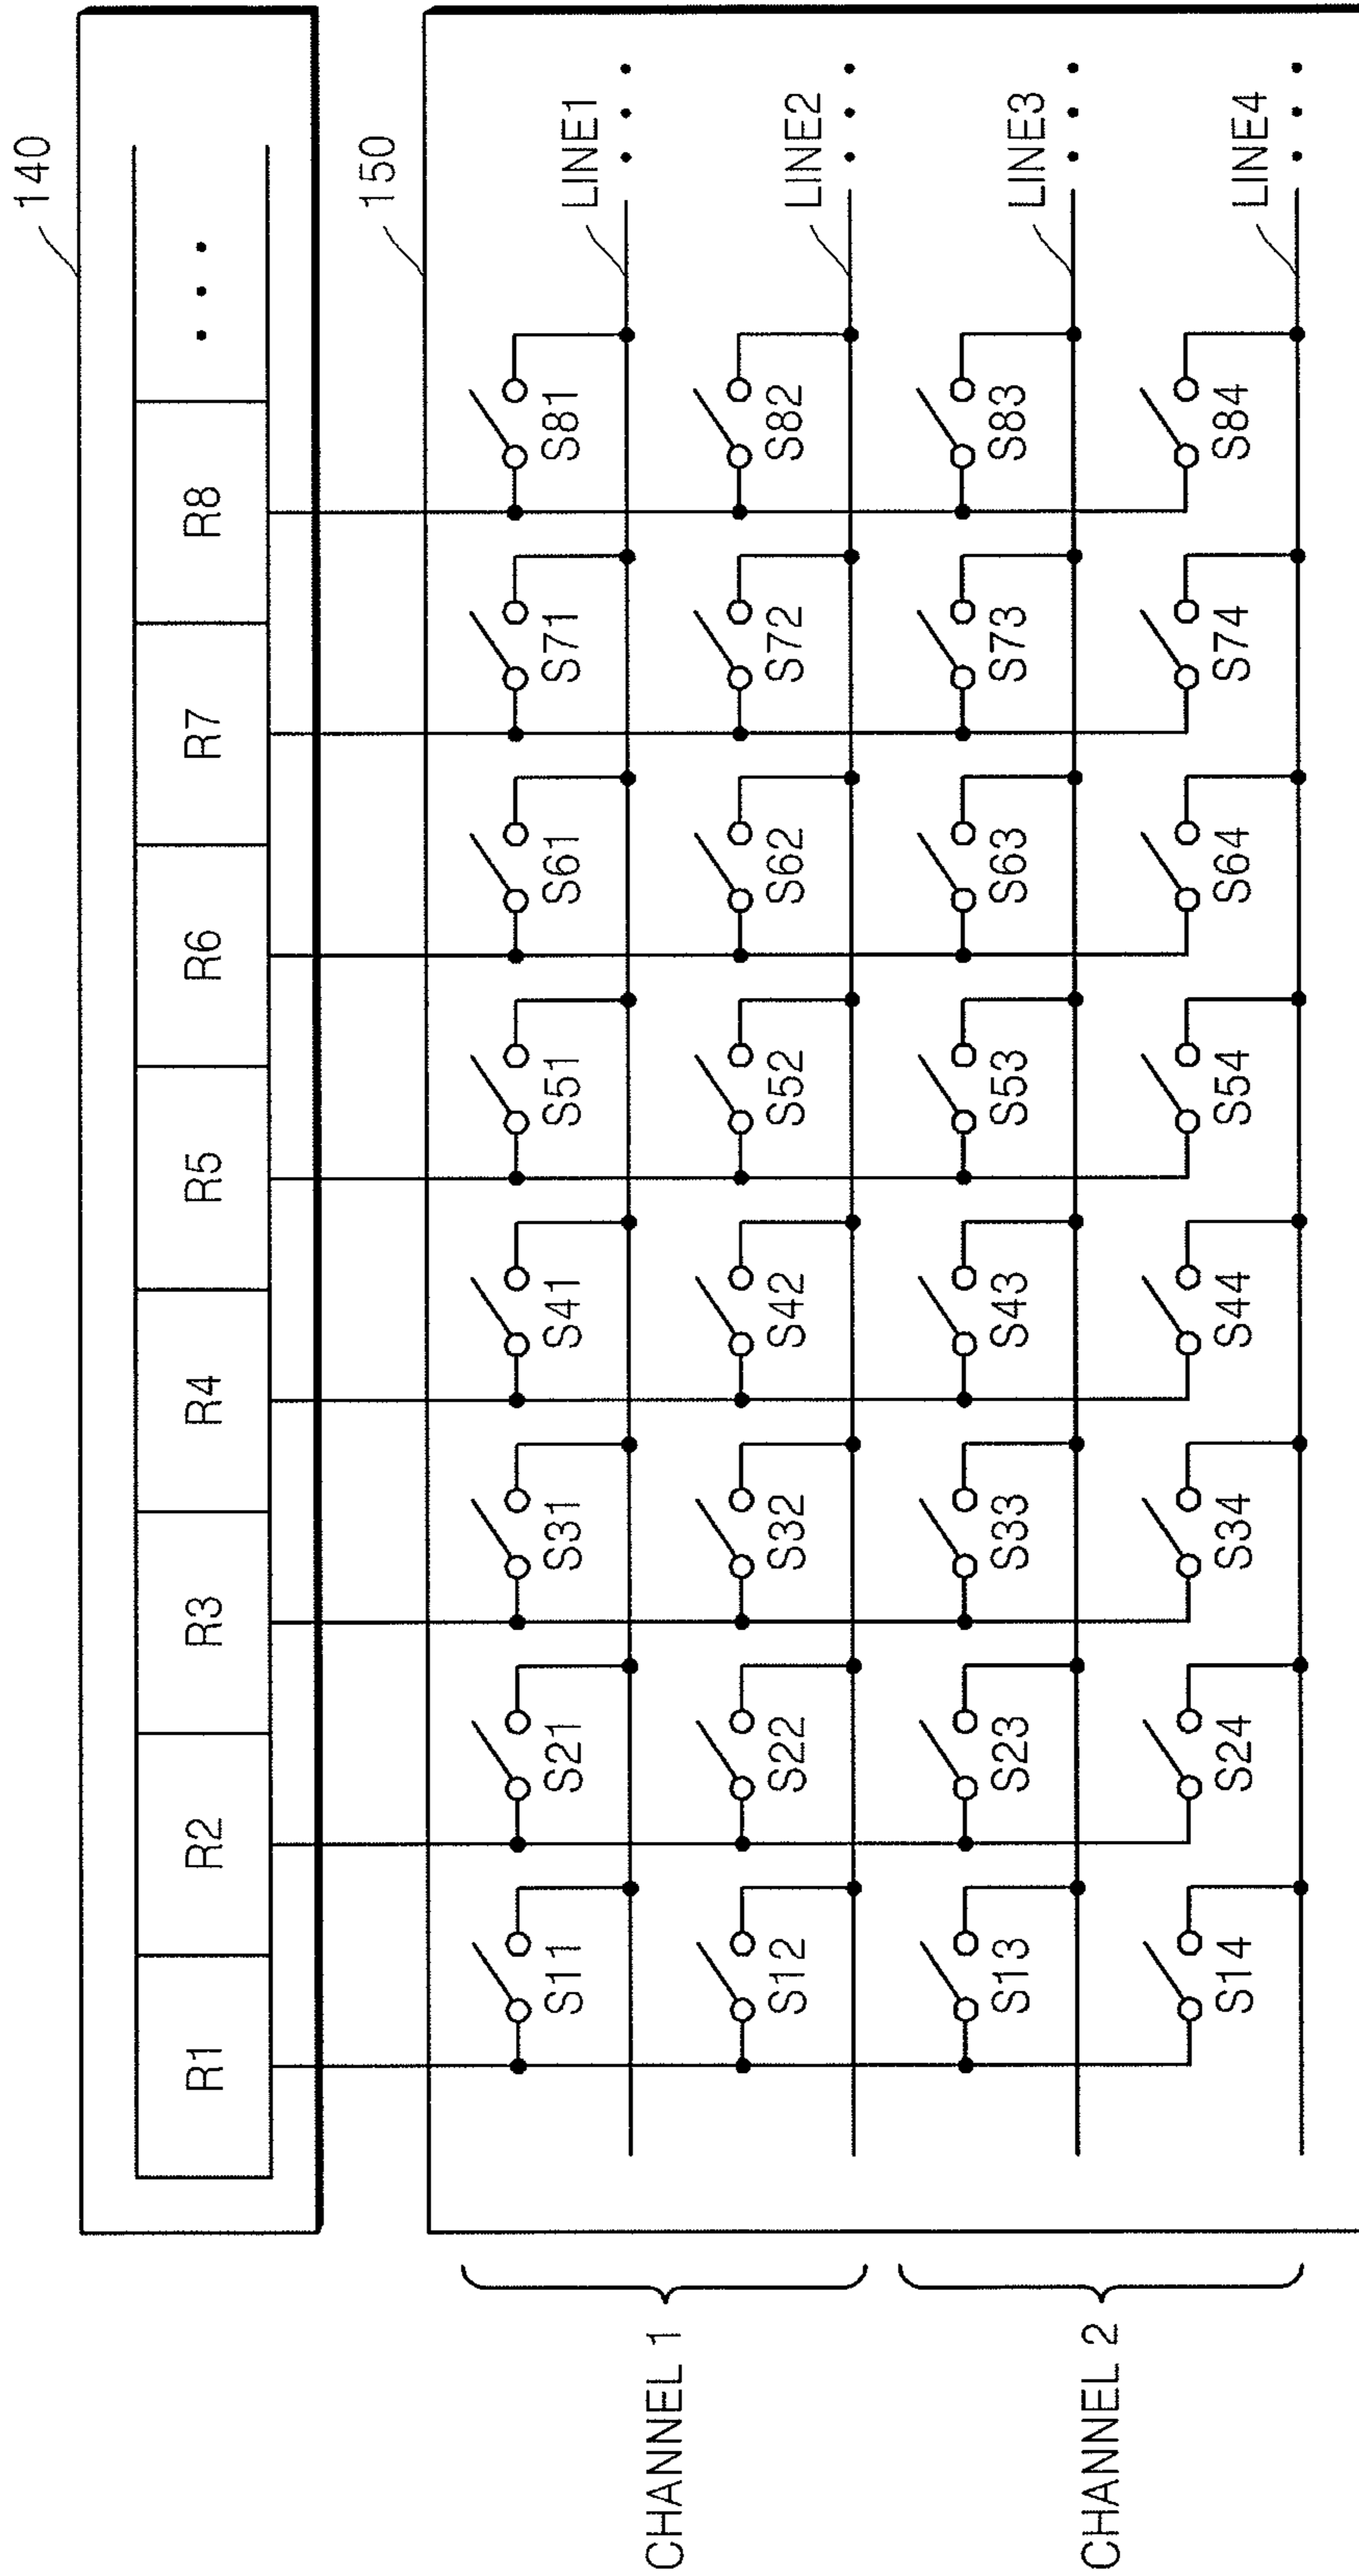 140
R1 R2 R3 R4 R5 R6 R7 R8 • • •
150
CHANNEL 1
S11 S21 S31 S41 S51 S61 S71 S81
LINE1 • • •
S12 S22 S32 S42 S52 S62 S72 S82
LINE2 • • •
CHANNEL 2
S13 S23 S33 S43 S53 S63 S73 S83
LINE3 • • •
S14 S24 S34 S44 S54 S64 S74 S84
LINE4 • • •